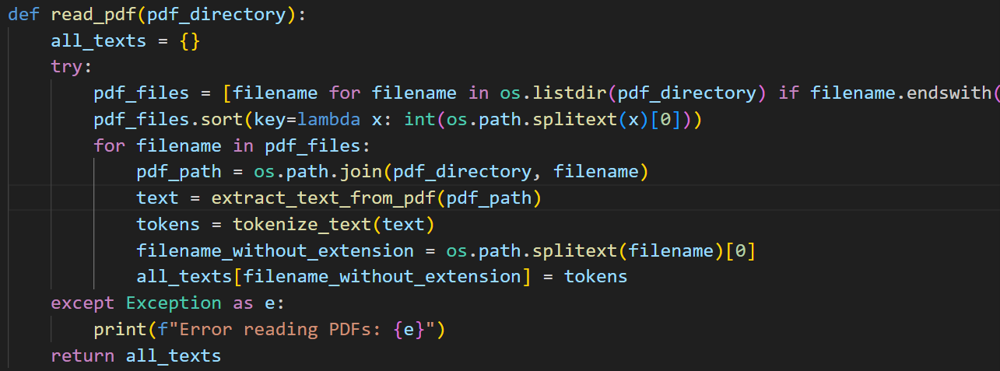 def read_pdf(pdf_directory):
    all_texts = {}
    try:
        pdf_files = [filename for filename in os.listdir(pdf_directory) if filename.endswith(
        pdf_files.sort(key=lambda x: int(os.path.splitext(x)[0]))
        for filename in pdf_files:
            pdf_path = os.path.join(pdf_directory, filename)
            text = extract_text_from_pdf(pdf_path)
            tokens = tokenize_text(text)
            filename_without_extension = os.path.splitext(filename)[0]
            all_texts[filename_without_extension] = tokens
    except Exception as e:
        print(f"Error reading PDFs: {e}")
    return all_texts